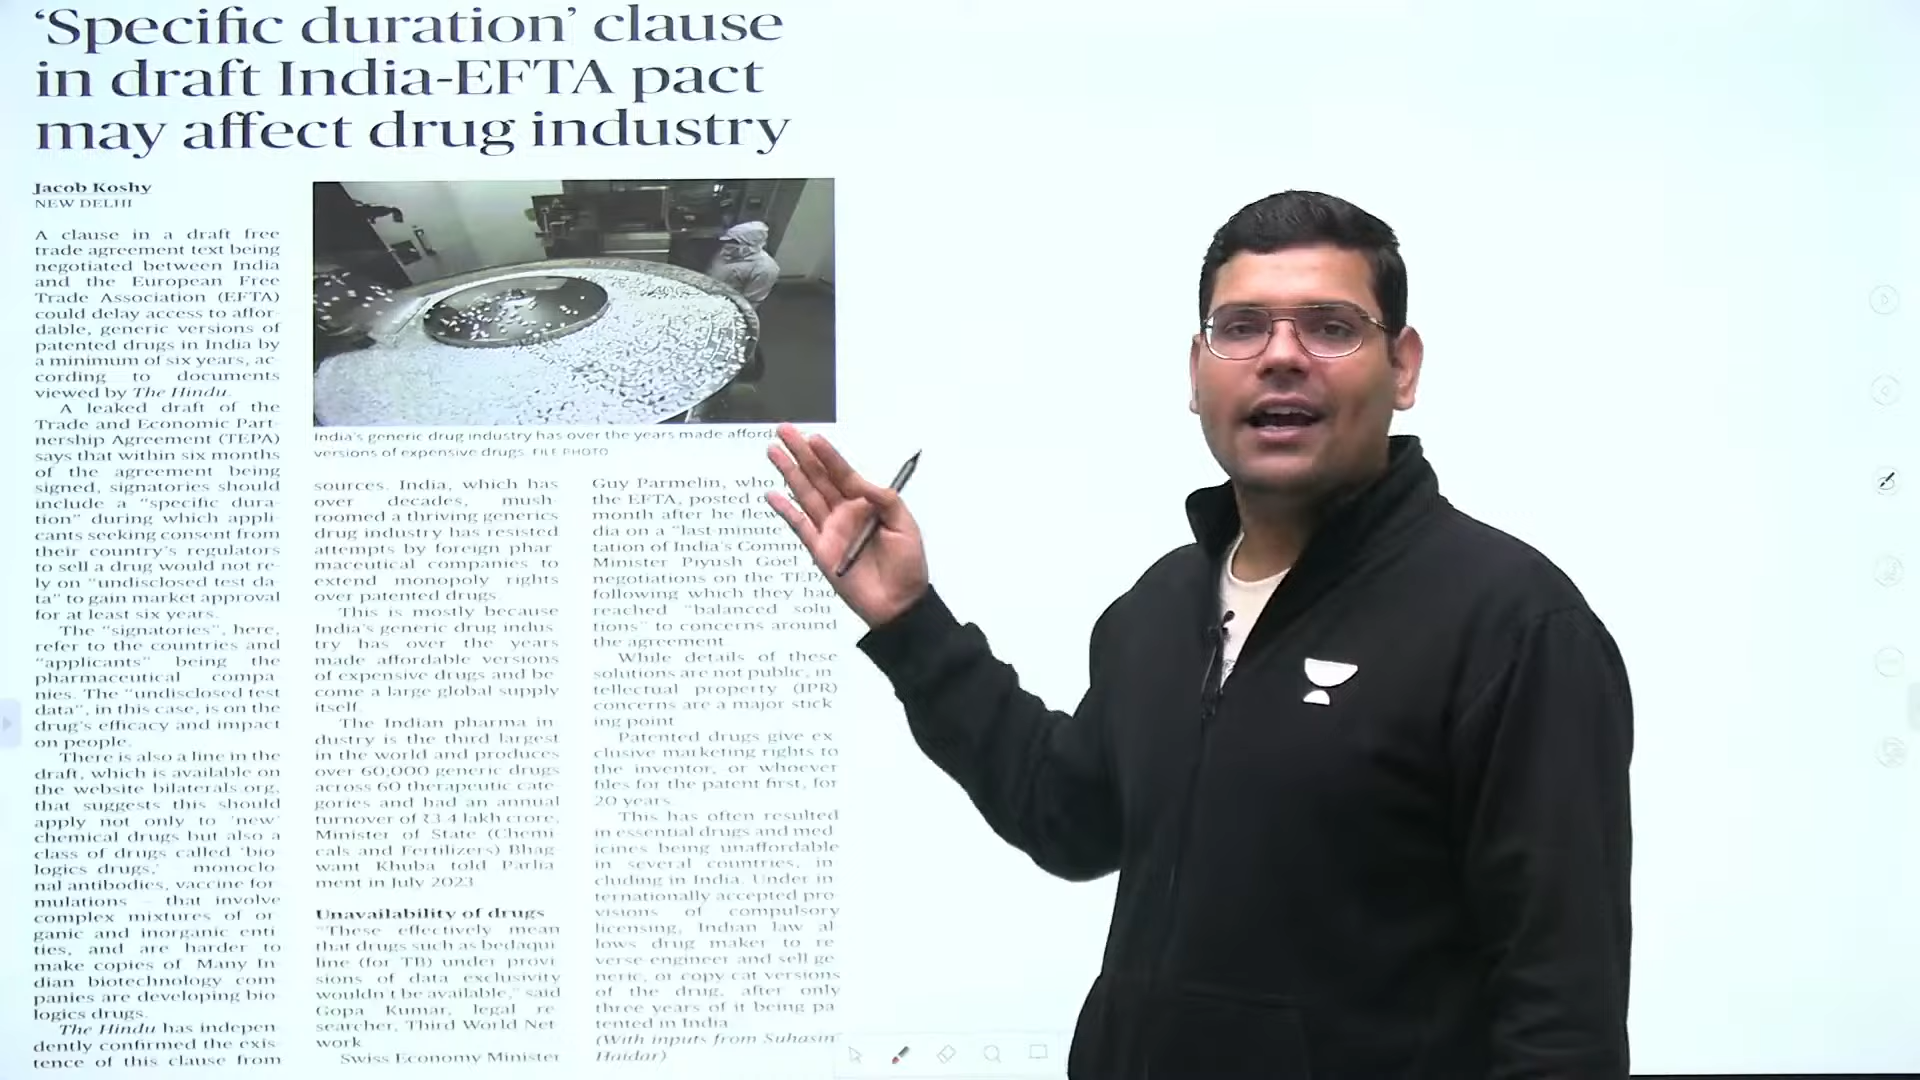 ‘Specific duration’ clause
in draft India-EFTA pact
may affect drug industry
Jacob Koshy
NEW DELHI
A clause in a draft free
trade agreement text being
negotiated between India
and the European Free
Trade Association (EFTA)
could delay access to affor-
dable, generic versions of
patented drugs in India by
a minimum of six years, ac-
cording to documents
viewed by The Hindu.
A leaked draft of the
Trade and Economic Part-
nership Agreement (TEPA)
says that within six months
of the agreement being
signed, signatories should
include a “specific dura-
tion” during which appli-
cants seeking consent from
their country’s regulators
to sell a drug would not re-
ly on “undisclosed test da-
ta” to gain market approval
for at least six years.
The “signatories”, here,
refer to the countries and
“applicants” being the
pharmaceutical compa-
nies. The “undisclosed test
data”, in this case, is on the
drug’s efficacy and impact
on people.
There is also a line in the
draft, which is available on
the website bilaterals.org,
that suggests this should
apply not only to ‘new’
chemical drugs but also a
class of drugs called ‘bio-
logics drugs,’ monoclo-
nal antibodies, vaccine for-
mulations – that involve
complex mixtures of or-
ganic and inorganic enti-
ties, and are harder to
make copies of. Many In-
dian biotechnology com-
panies are developing bio-
logics drugs.
The Hindu has indepen-
dently confirmed the exis-
tence of this clause from
India’s generic drug industry has over the years made
versions of expensive drugs. FILE PHOTO
sources. India, which has
over decades, mush-
roomed a thriving generics
drug industry has resisted
attempts by foreign phar-
maceutical companies to
extend monopoly rights
over patented drugs.
This is mostly because
India’s generic drug indus-
try has over the years
made affordable versions
of expensive drugs and be-
come a large global supply
itself.
The Indian pharma in-
dustry is the third largest
in the world and produces
over 60,000 generic drugs
across 60 therapeutic cate-
gories and had an annual
turnover of ₹3.4 lakh crore,
Minister of State (Chemi-
cals and Fertilizers) Bhag-
want Khuba told Parlia-
ment in July 2023.
Unavailability of drugs
“These effectively mean
that drugs such as bedaqui-
line (for TB) under provi-
sions of data exclusivity
wouldn’t be available,” said
Gopa Kumar, legal re-
searcher, Third World Net-
work.
Swiss Economy Minister
Guy Parmelin, who
the EFTA, posted
month after he flew
dia on a “last minute
tation of India’s
Minister Piyush Goel
negotiations on the TEPA
following which they had
reached “balanced solu-
tions” to concerns around
the agreement.
While details of these
solutions are not public, in-
tellectual property (IPR)
concerns are a major stick-
ing point.
Patented drugs give ex-
clusive marketing rights to
the inventor, or whoever
files for the patent first, for
20 years.
This has often resulted
in essential drugs and med-
icines being unaffordable
in several countries, in-
cluding in India. Under in-
ternationally accepted pro-
visions of compulsory
licensing, Indian law al-
lows drug maker to re-
verse-engineer and sell ge-
neric, or copy cat versions
of the drug, after only
three years of it being pa-
tented in India.
(With inputs from Suhasini
Haidar)